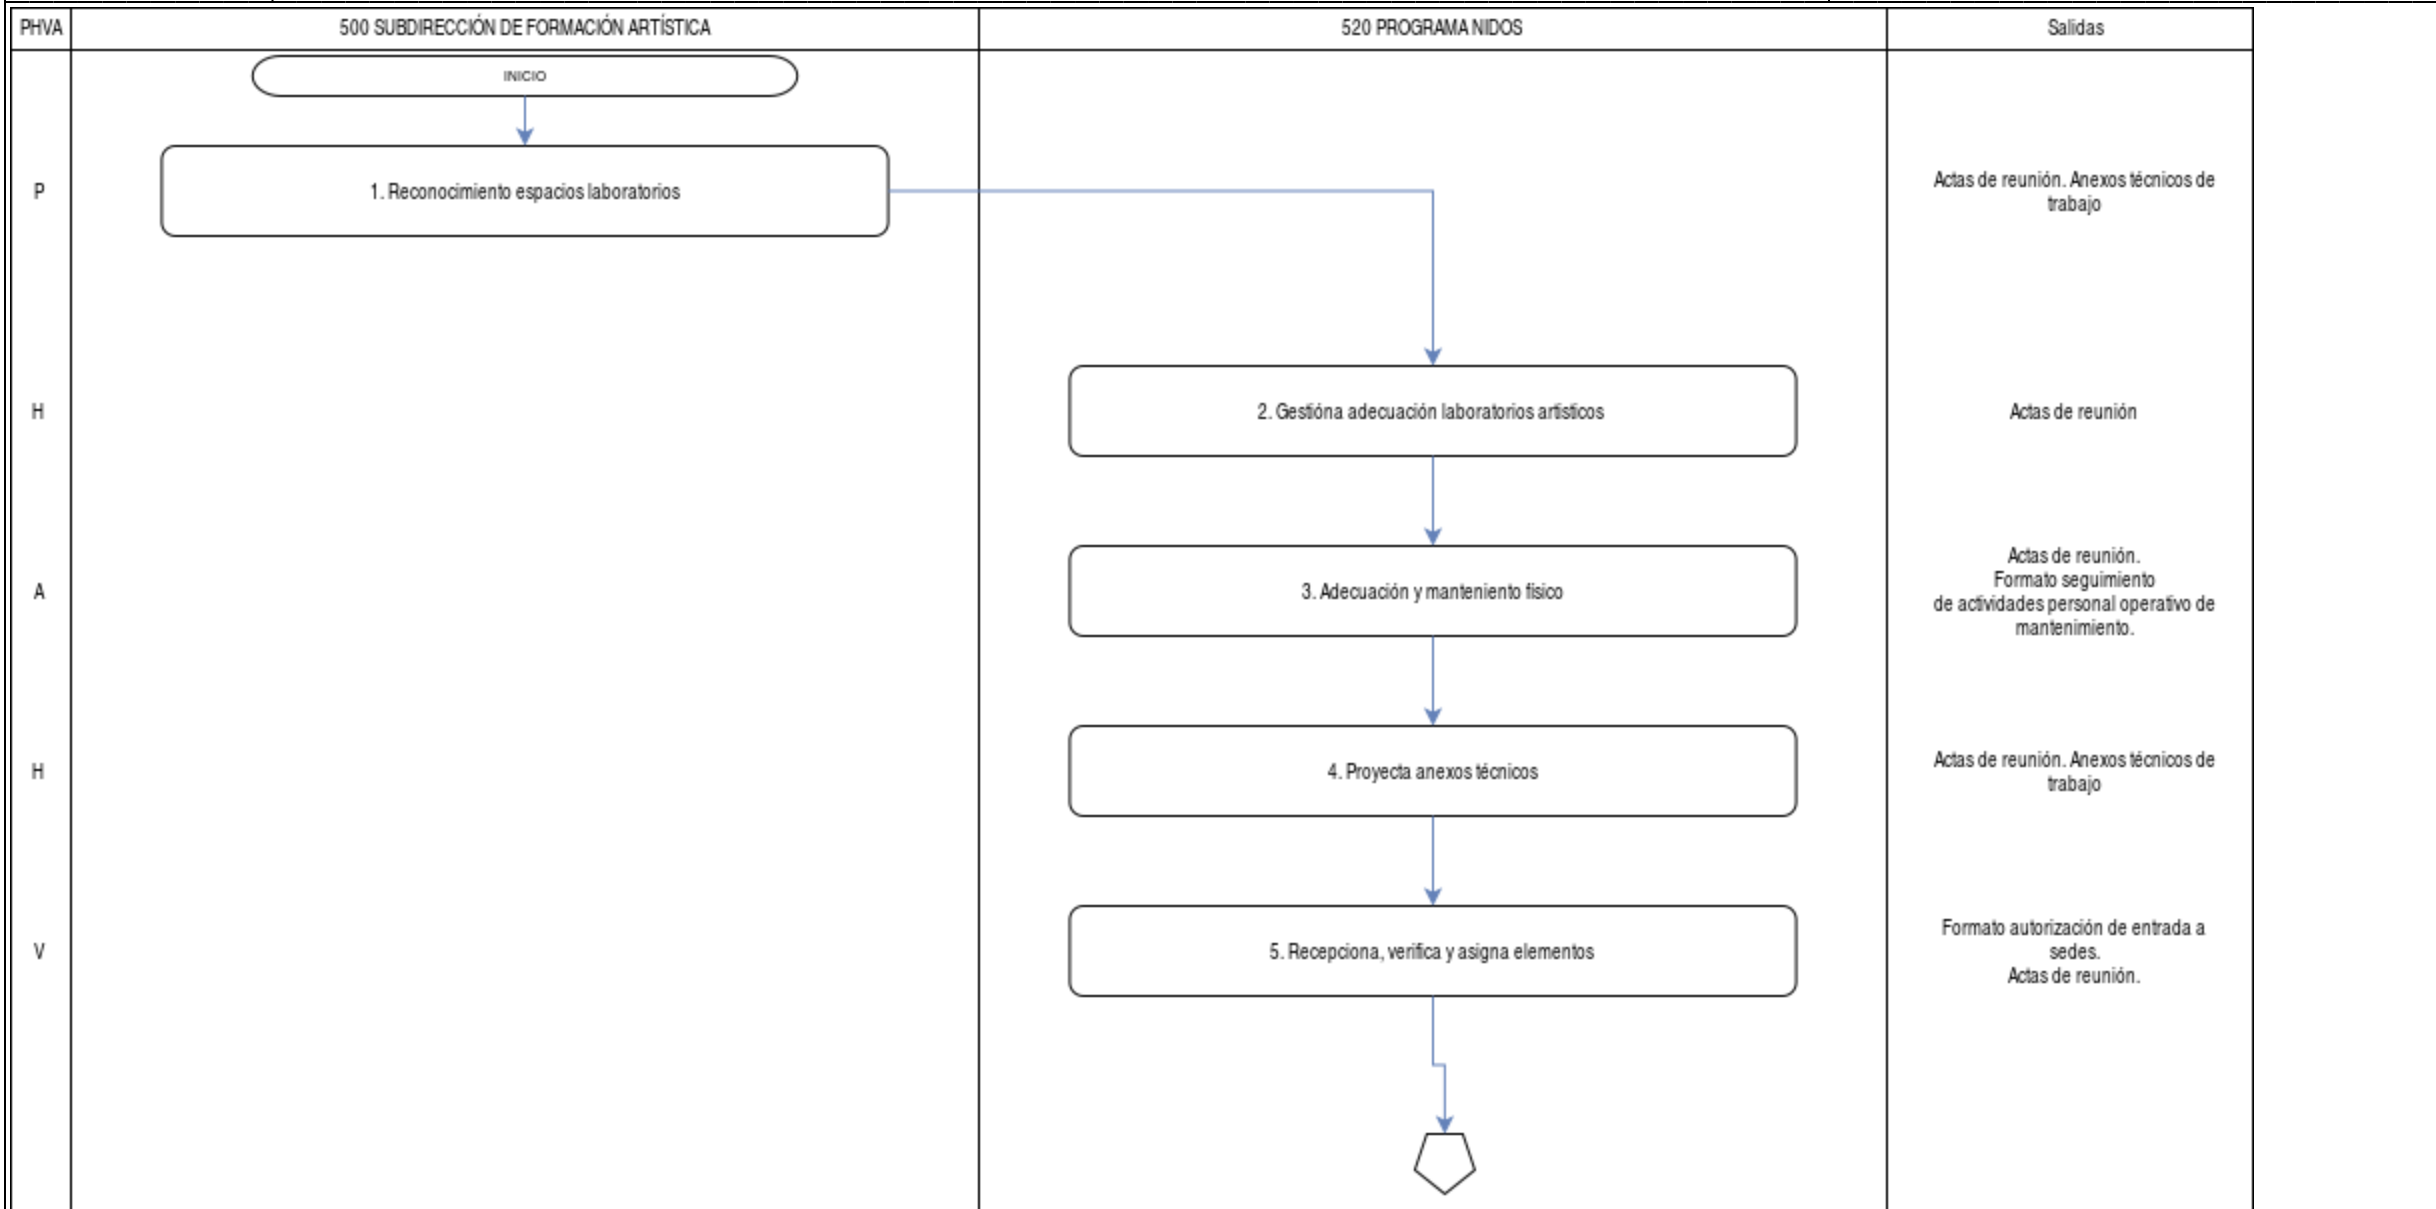 PHVA
500 SUBDIRECCIÓN DE FORMACIÓN ARTÍSTICA
520 PROGRAMA NIDOS
Salidas
INICIO
P
1. Reconocimiento espacios laboratorios
Actas de reunión. Anexos técnicos de
trabajo
H
2. Gestióna adecuación laboratorios artisticos
Actas de reunión
A
3. Adecuación y manteniento físico
Actas de reunión.
Formato seguimiento
de actividades personal operativo de
mantenimiento.
H
4. Proyecta anexos técnicos
Actas de reunión. Anexos técnicos de
trabajo
V
5. Recepciona, verifica y asigna elementos
Formato autorización de entrada a
sedes.
Actas de reunión.